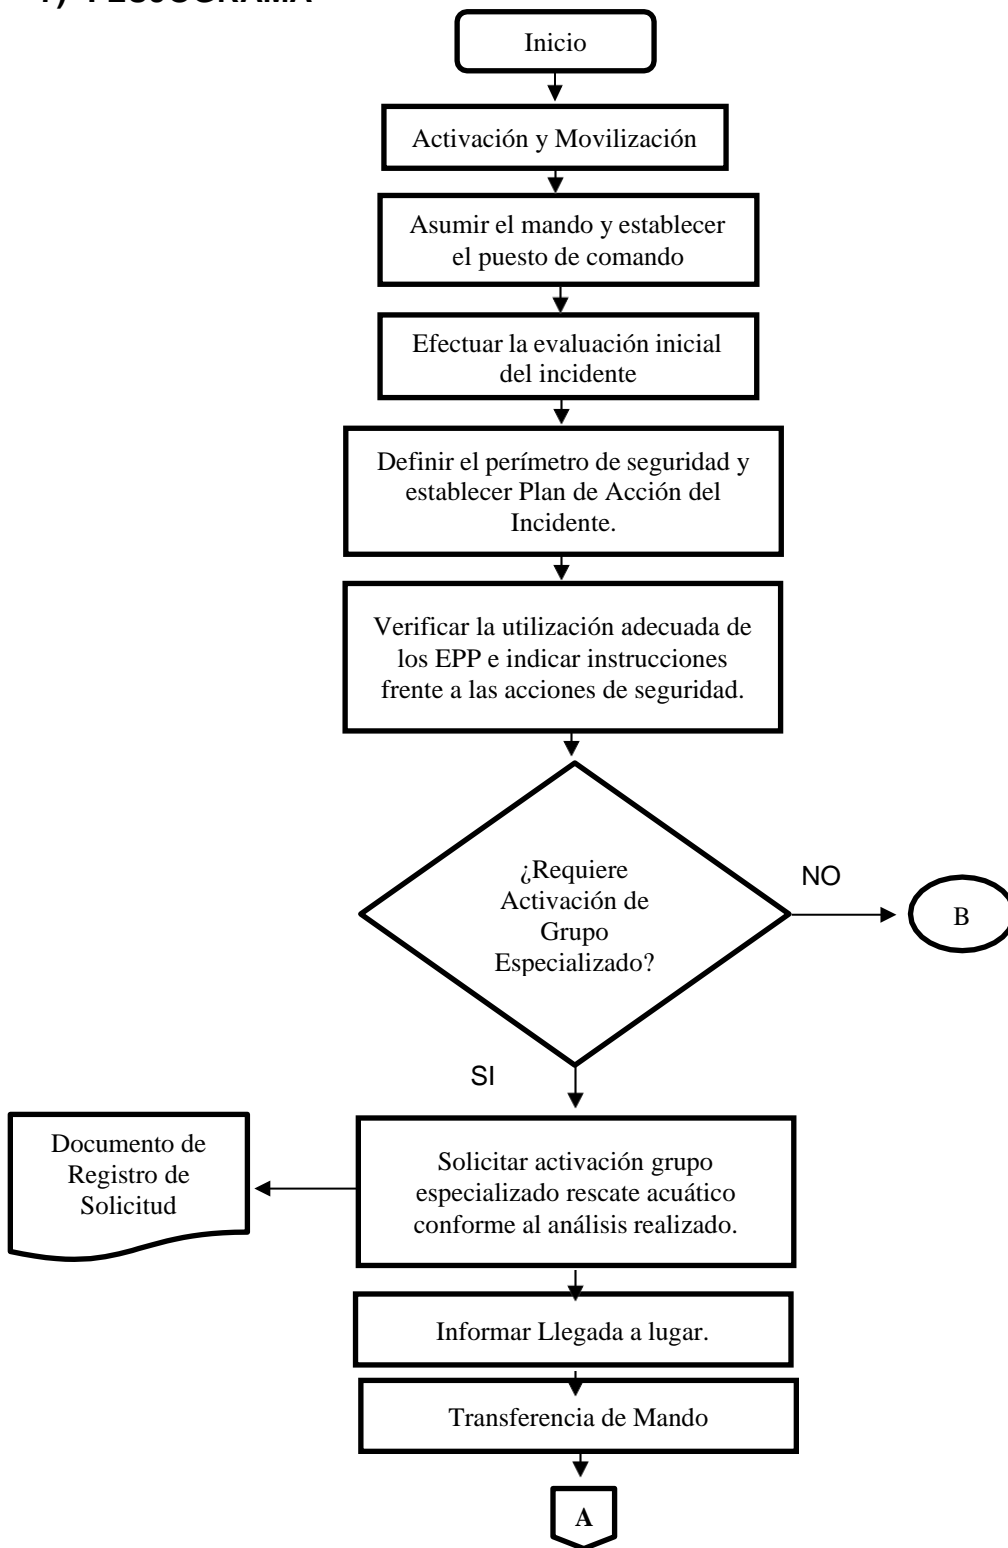 Inicio
Activación y Movilización
Asumir el mando y establecer
el puesto de comando
Efectuar la evaluación inicial
del incidente
Definir el perímetro de seguridad y
establecer Plan de Acción del
Incidente.
Verificar la utilización adecuada de
los EPP e indicar instrucciones
frente a las acciones de seguridad.
¿Requiere
Activación de
Grupo
Especializado?
NO
B
SI
Documento de
Registro de
Solicitud
Solicitar activación grupo
especializado rescate acuático
conforme al análisis realizado.
Informar Llegada a lugar.
Transferencia de Mando
A